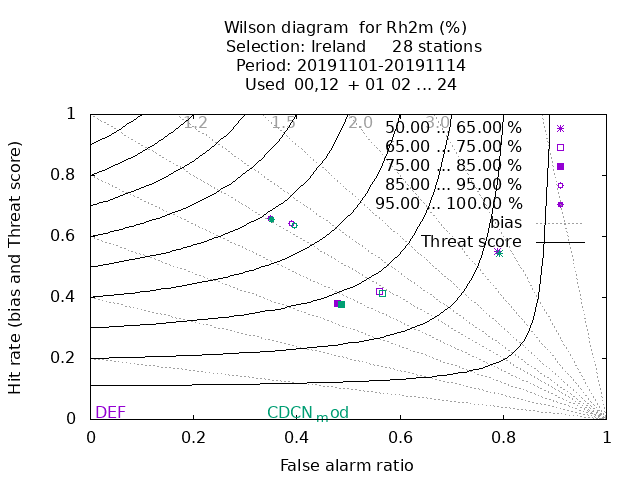 Wilson diagram for Rh2m (%)
Selection: Ireland 28 stations
Period: 20191101-20191114
Used 00,12 + 01 02 ... 24
1.2 1.5 2.0 3.0
50.00 ... 65.00 %
65.00 ... 75.00 %
75.00 ... 85.00 %
85.00 ... 95.00 %
95.00 ... 100.00 %
bias
Threat score
Hit rate (bias and Threat score)
1
0.8
0.6
0.4
0.2
0
DEF CDCN_mod
0 0.2 0.4 0.6 0.8 1
False alarm ratio